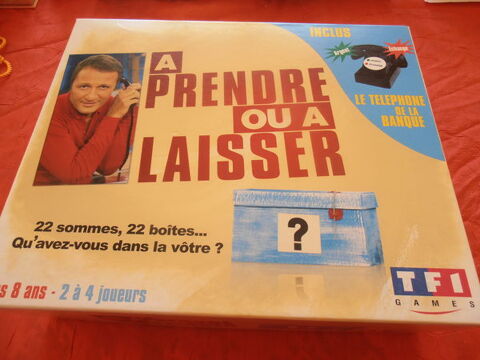 INCLUS
Argent
Echange
A
PRENDRE
OU A
LAISSER
LE TELEPHONE
DE LA
BANQUE
22 sommes, 22 boîtes...
Qu'avez-vous dans la vôtre ?
?
s 8 ans - 2 à 4 joueurs
TF1
GAMES